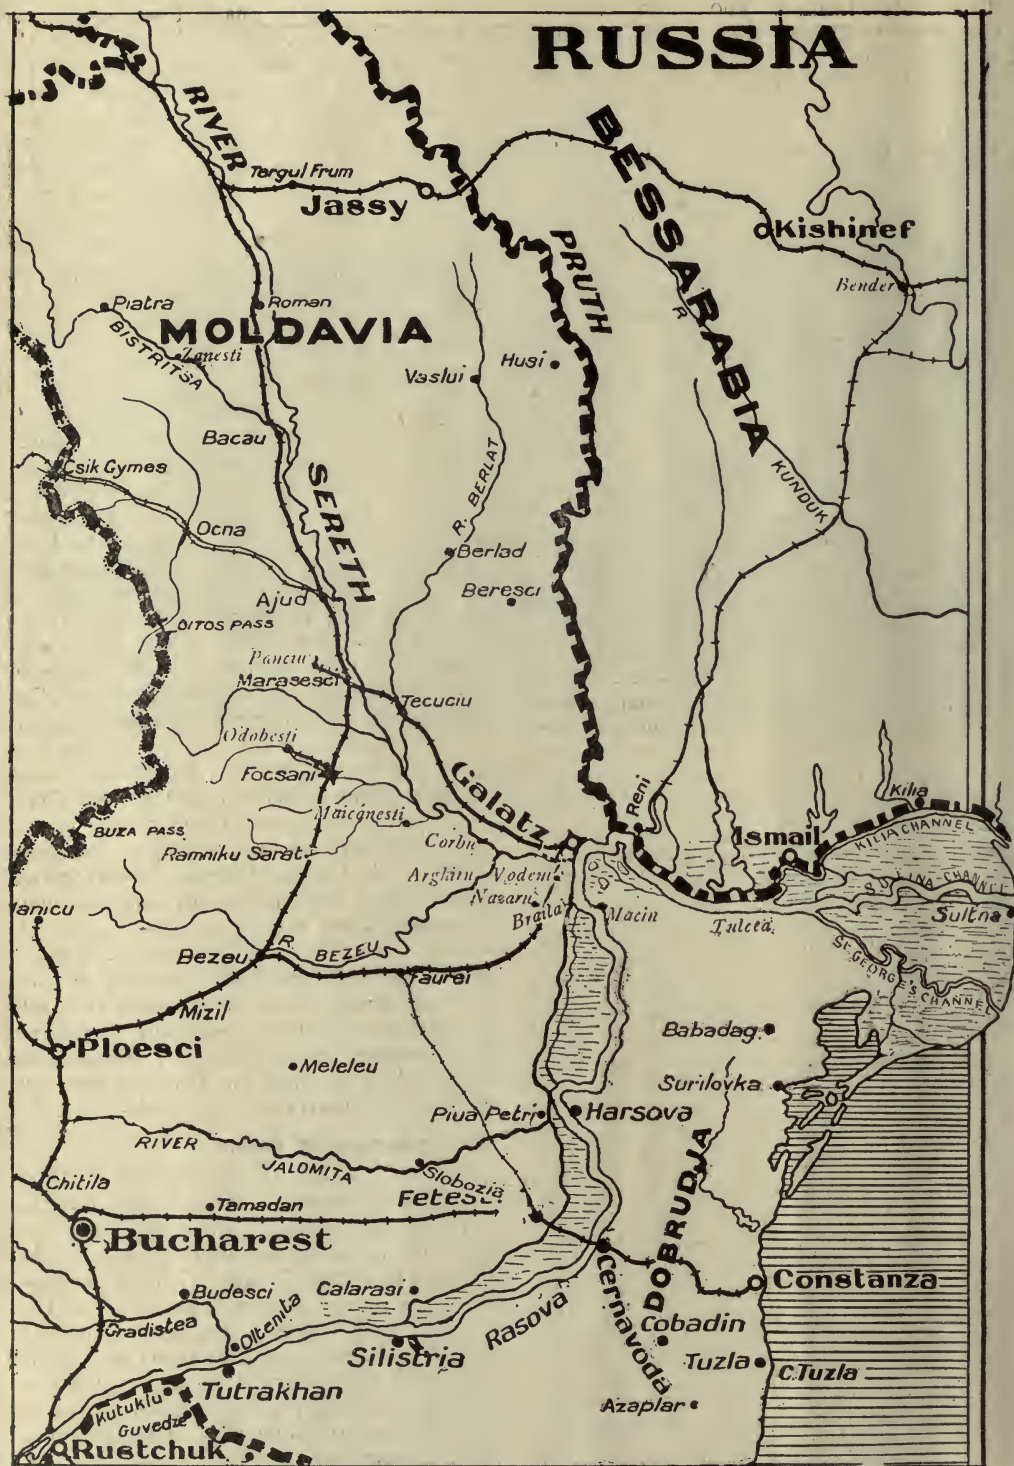 RUSSIA
RIVER
BESSARABIA
Targul Frum
Jassy
Kishinef
PRUTH
Bender
Piatra
Roman
R
MOLDAVIA
BISTRITSA
Zanesti
Husi
Vaslui
Bacau
R. BERLAT
Csik Gymes
SERETH
KUNDUK
Ocna
Berlad
Ajud
Beresci
OITOS PASS
Panciu
Marasesci
Tecuciu
Odobesti
Focsani
Galatz
Reni
Kilia
Maicanesti
BUZA PASS
Corbu
Ismail
KILIA CHANNEL
Ramniku Sarat
Arghiru
Vodeni
SULINA CHANNEL
Nazaru
Braila
Macin
Tulcea
Sulina
Bezeu
R. BEZEU
Faurei
ST GEORGE'S CHANNEL
Mizil
Babadag
Ploesci
Meleleu
Surilovka
Piua Petri
Harsova
RIVER
JALOMITA
Slobozia
Chitila
Tamadan
DOBRUDJA
Bucharest
Constanza
Budesci
Calarasi
Gradistea
Oltenita
Rasova
Cernavoda
Cobadin
Silistria
Tuzla
C. Tuzla
Tutrakhan
Kutuklu
Azaplar
Guvedze
Rustchuk